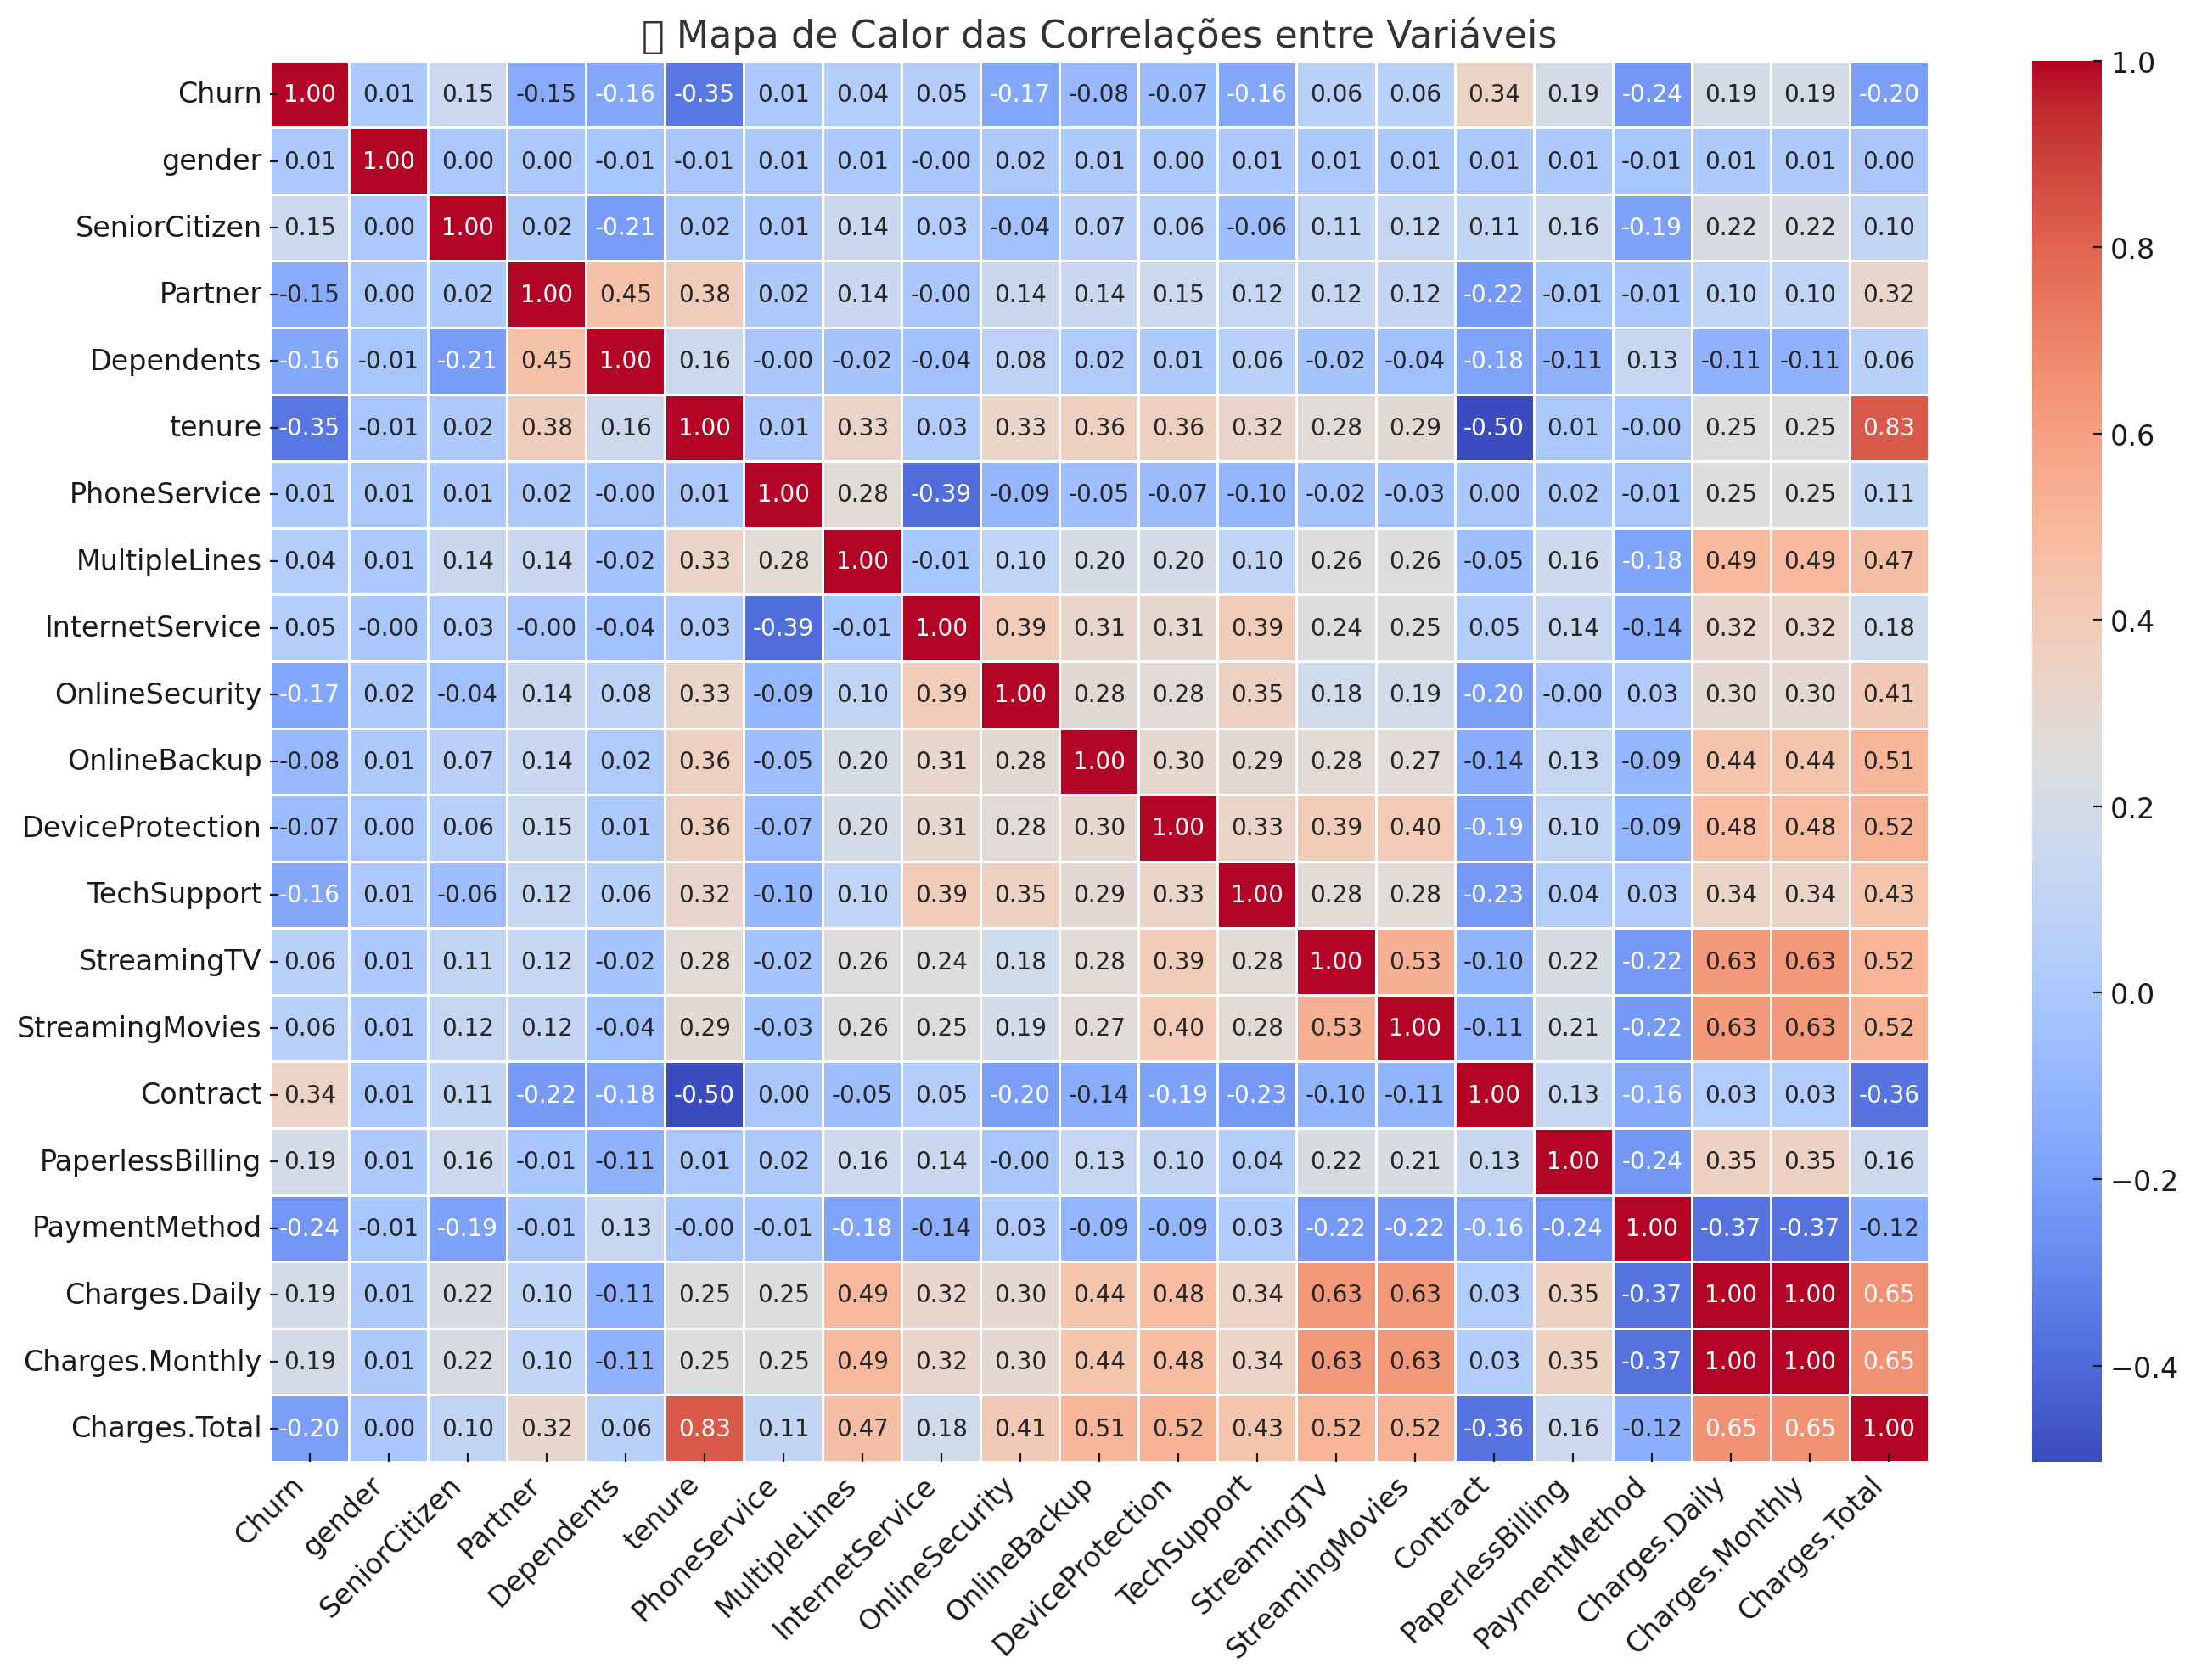 Mapa de Calor das Correlações entre Variáveis
Churn 1.00 0.01 0.15 -0.15 -0.16 -0.35 0.01 0.04 0.05 -0.17 -0.08 -0.07 -0.16 0.06 0.06 0.34 0.19 -0.24 0.19 0.19 -0.20
gender 0.01 1.00 0.00 0.00 -0.01 -0.01 0.01 0.01 -0.00 0.02 0.01 0.00 0.01 0.01 0.01 0.01 0.01 -0.01 0.01 0.01 0.00
SeniorCitizen 0.15 0.00 1.00 0.02 -0.21 0.02 0.01 0.14 0.03 -0.04 0.07 0.06 -0.06 0.11 0.12 0.11 0.16 -0.19 0.22 0.22 0.10
Partner -0.15 0.00 0.02 1.00 0.45 0.38 0.02 0.14 -0.00 0.14 0.14 0.15 0.12 0.12 0.12 -0.22 -0.01 -0.01 0.10 0.10 0.32
Dependents -0.16 -0.01 -0.21 0.45 1.00 0.16 -0.00 -0.02 -0.04 0.08 0.02 0.01 0.06 -0.02 -0.04 -0.18 -0.11 0.13 -0.11 -0.11 0.06
tenure -0.35 -0.01 0.02 0.38 0.16 1.00 0.01 0.33 0.03 0.33 0.36 0.36 0.32 0.28 0.29 -0.50 0.01 -0.00 0.25 0.25 0.83
PhoneService 0.01 0.01 0.01 0.02 -0.00 0.01 1.00 0.28 -0.39 -0.09 -0.05 -0.07 -0.10 -0.02 -0.03 0.00 0.02 -0.01 0.25 0.25 0.11
MultipleLines 0.04 0.01 0.14 0.14 -0.02 0.33 0.28 1.00 -0.01 0.10 0.20 0.20 0.10 0.26 0.26 -0.05 0.16 -0.18 0.49 0.49 0.47
InternetService 0.05 -0.00 0.03 -0.00 -0.04 0.03 -0.39 -0.01 1.00 0.39 0.31 0.31 0.39 0.24 0.25 0.05 0.14 -0.14 0.32 0.32 0.18
OnlineSecurity -0.17 0.02 -0.04 0.14 0.08 0.33 -0.09 0.10 0.39 1.00 0.28 0.28 0.35 0.18 0.19 -0.20 -0.00 0.03 0.30 0.30 0.41
OnlineBackup -0.08 0.01 0.07 0.14 0.02 0.36 -0.05 0.20 0.31 0.28 1.00 0.30 0.29 0.28 0.27 -0.14 0.13 -0.09 0.44 0.44 0.51
DeviceProtection -0.07 0.00 0.06 0.15 0.01 0.36 -0.07 0.20 0.31 0.28 0.30 1.00 0.33 0.39 0.40 -0.19 0.10 -0.09 0.48 0.48 0.52
TechSupport -0.16 0.01 -0.06 0.12 0.06 0.32 -0.10 0.10 0.39 0.35 0.29 0.33 1.00 0.28 0.28 -0.23 0.04 0.03 0.34 0.34 0.43
StreamingTV 0.06 0.01 0.11 0.12 -0.02 0.28 -0.02 0.26 0.24 0.18 0.28 0.39 0.28 1.00 0.53 -0.10 0.22 -0.22 0.63 0.63 0.52
StreamingMovies 0.06 0.01 0.12 0.12 -0.04 0.29 -0.03 0.26 0.25 0.19 0.27 0.40 0.28 0.53 1.00 -0.11 0.21 -0.22 0.63 0.63 0.52
Contract 0.34 0.01 0.11 -0.22 -0.18 -0.50 0.00 -0.05 0.05 -0.20 -0.14 -0.19 -0.23 -0.10 -0.11 1.00 0.13 -0.16 0.03 0.03 -0.36
PaperlessBilling 0.19 0.01 0.16 -0.01 -0.11 0.01 0.02 0.16 0.14 -0.00 0.13 0.10 0.04 0.22 0.21 0.13 1.00 -0.24 0.35 0.35 0.16
PaymentMethod -0.24 -0.01 -0.19 -0.01 0.13 -0.00 -0.01 -0.18 -0.14 0.03 -0.09 -0.09 0.03 -0.22 -0.22 -0.16 -0.24 1.00 -0.37 -0.37 -0.12
Charges.Daily 0.19 0.01 0.22 0.10 -0.11 0.25 0.25 0.49 0.32 0.30 0.44 0.48 0.34 0.63 0.63 0.03 0.35 -0.37 1.00 1.00 0.65
Charges.Monthly 0.19 0.01 0.22 0.10 -0.11 0.25 0.25 0.49 0.32 0.30 0.44 0.48 0.34 0.63 0.63 0.03 0.35 -0.37 1.00 1.00 0.65
Charges.Total -0.20 0.00 0.10 0.32 0.06 0.83 0.11 0.47 0.18 0.41 0.51 0.52 0.43 0.52 0.52 -0.36 0.16 -0.12 0.65 0.65 1.00
Churn
gender
SeniorCitizen
Partner
Dependents
tenure
PhoneService
MultipleLines
InternetService
OnlineSecurity
OnlineBackup
DeviceProtection
TechSupport
StreamingTV
StreamingMovies
Contract
PaperlessBilling
PaymentMethod
Charges.Daily
Charges.Monthly
Charges.Total
1.0
0.8
0.6
0.4
0.2
0.0
−0.2
−0.4